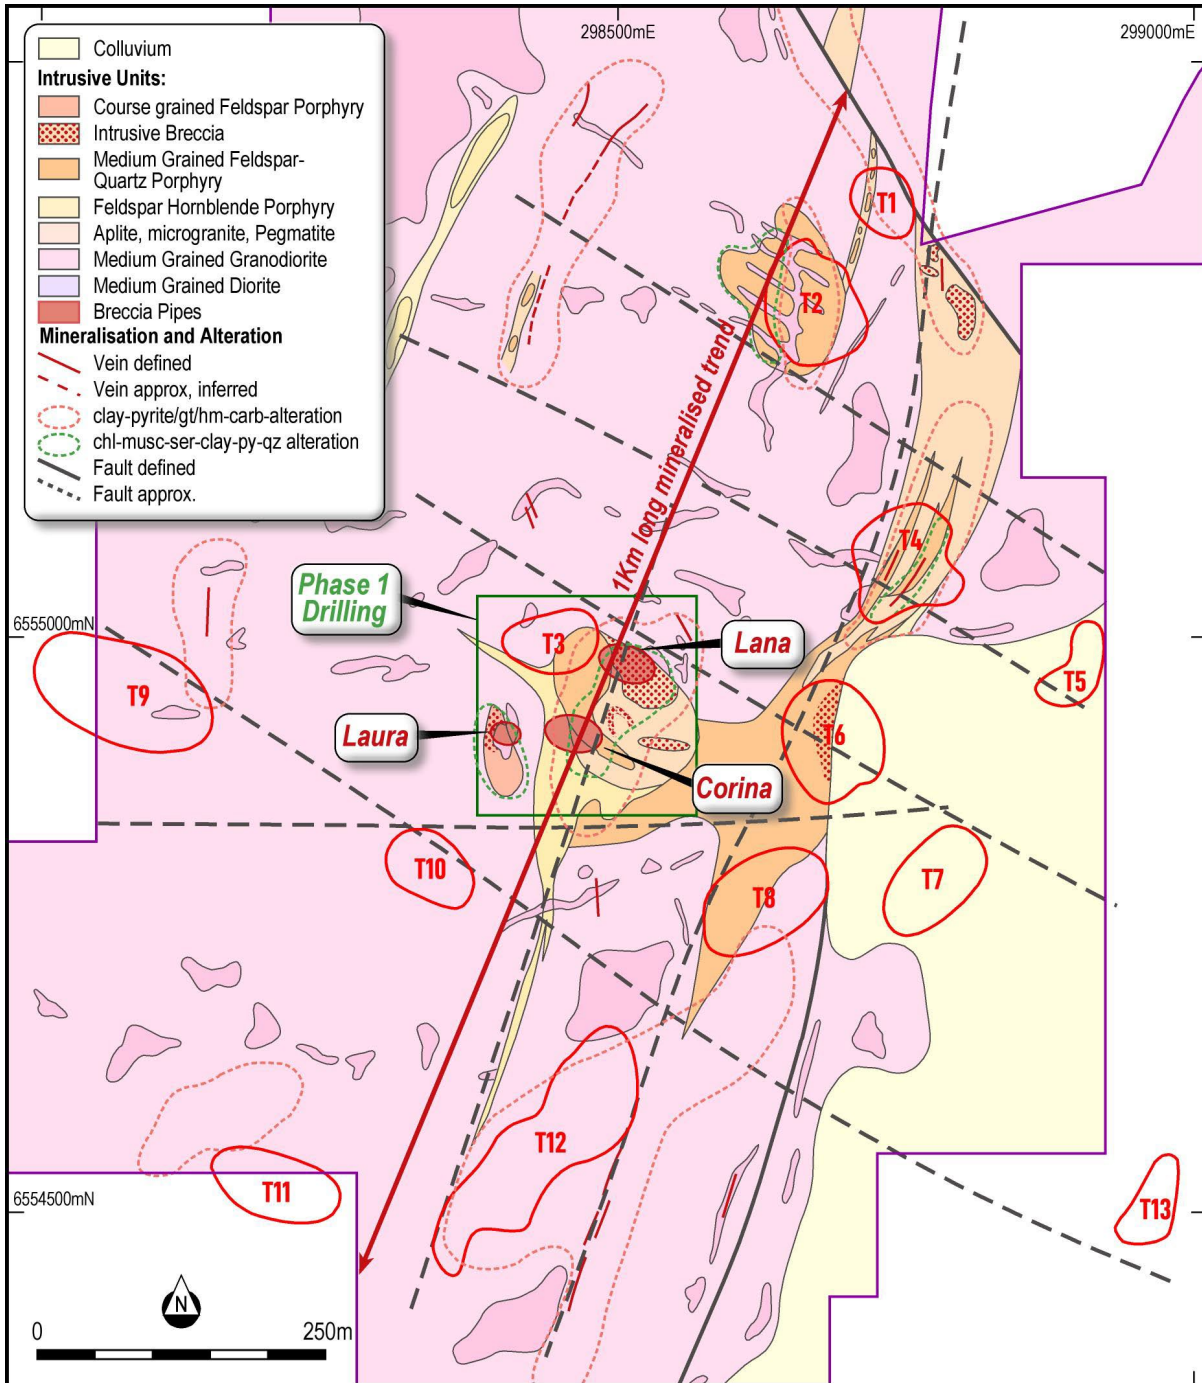 298500mE
299000mE
Colluvium
Intrusive Units:
Course grained Feldspar Porphyry
Intrusive Breccia
Medium Grained Feldspar-
Quartz Porphyry
Feldspar Hornblende Porphyry
Aplite, microgranite, Pegmatite
Medium Grained Granodiorite
Medium Grained Diorite
Breccia Pipes
Mineralisation and Alteration
Vein defined
Vein approx, inferred
clay-pyrite/gt/hm-carb-alteration
chl-musc-ser-clay-py-qz alteration
Fault defined
Fault approx.
T1
T2
1Km long mineralised trend
T4
Phase 1
Drilling
6555000mN
T3
Lana
T5
T9
Laura
T6
Corina
T10
T7
T8
T12
T11
6554500mN
T13
N
0
250m